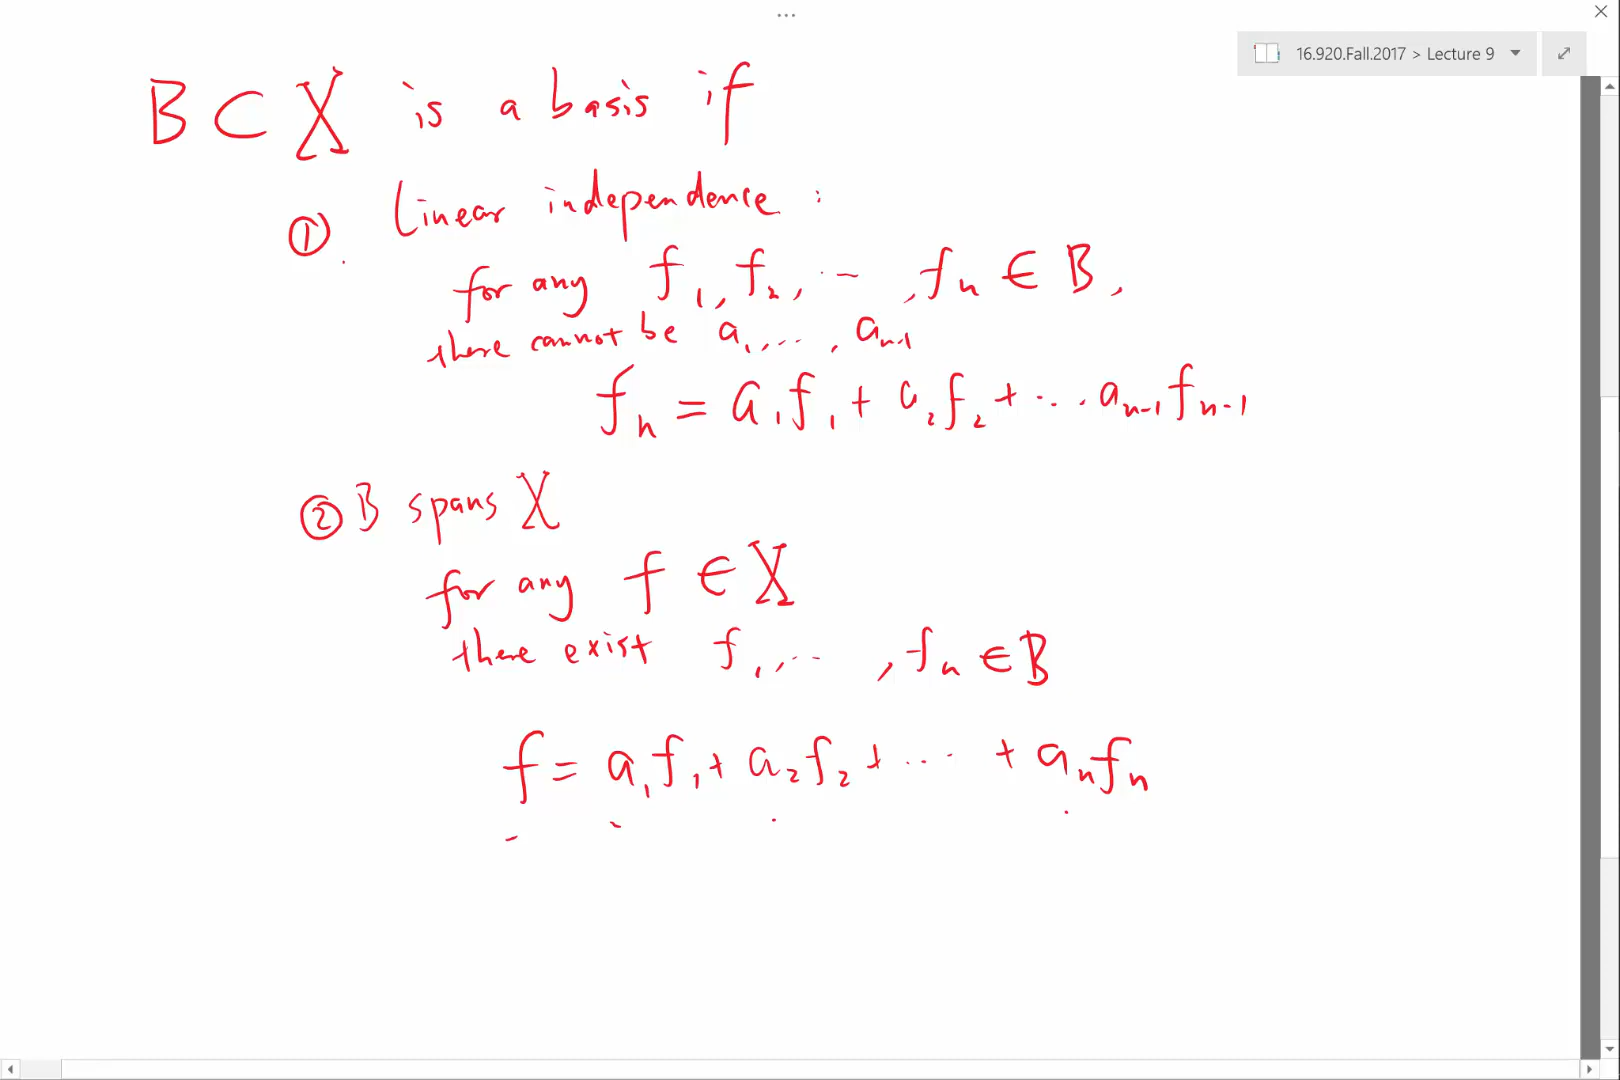 16.920.Fall.2017 > Lecture 9
B ⊂ X is a basis if
① Linear independence :
for any f₁, f₂, ⋯ , fₙ ∈ B,
there cannot be a₁, ⋯, aₙ₋₁
fₙ = a₁f₁ + a₂f₂ + ⋯ aₙ₋₁fₙ₋₁
② B spans X
for any f ∈ X
there exist f₁, ⋯ , fₙ ∈ B
f = a₁f₁ + a₂f₂ + ⋯ + aₙfₙ